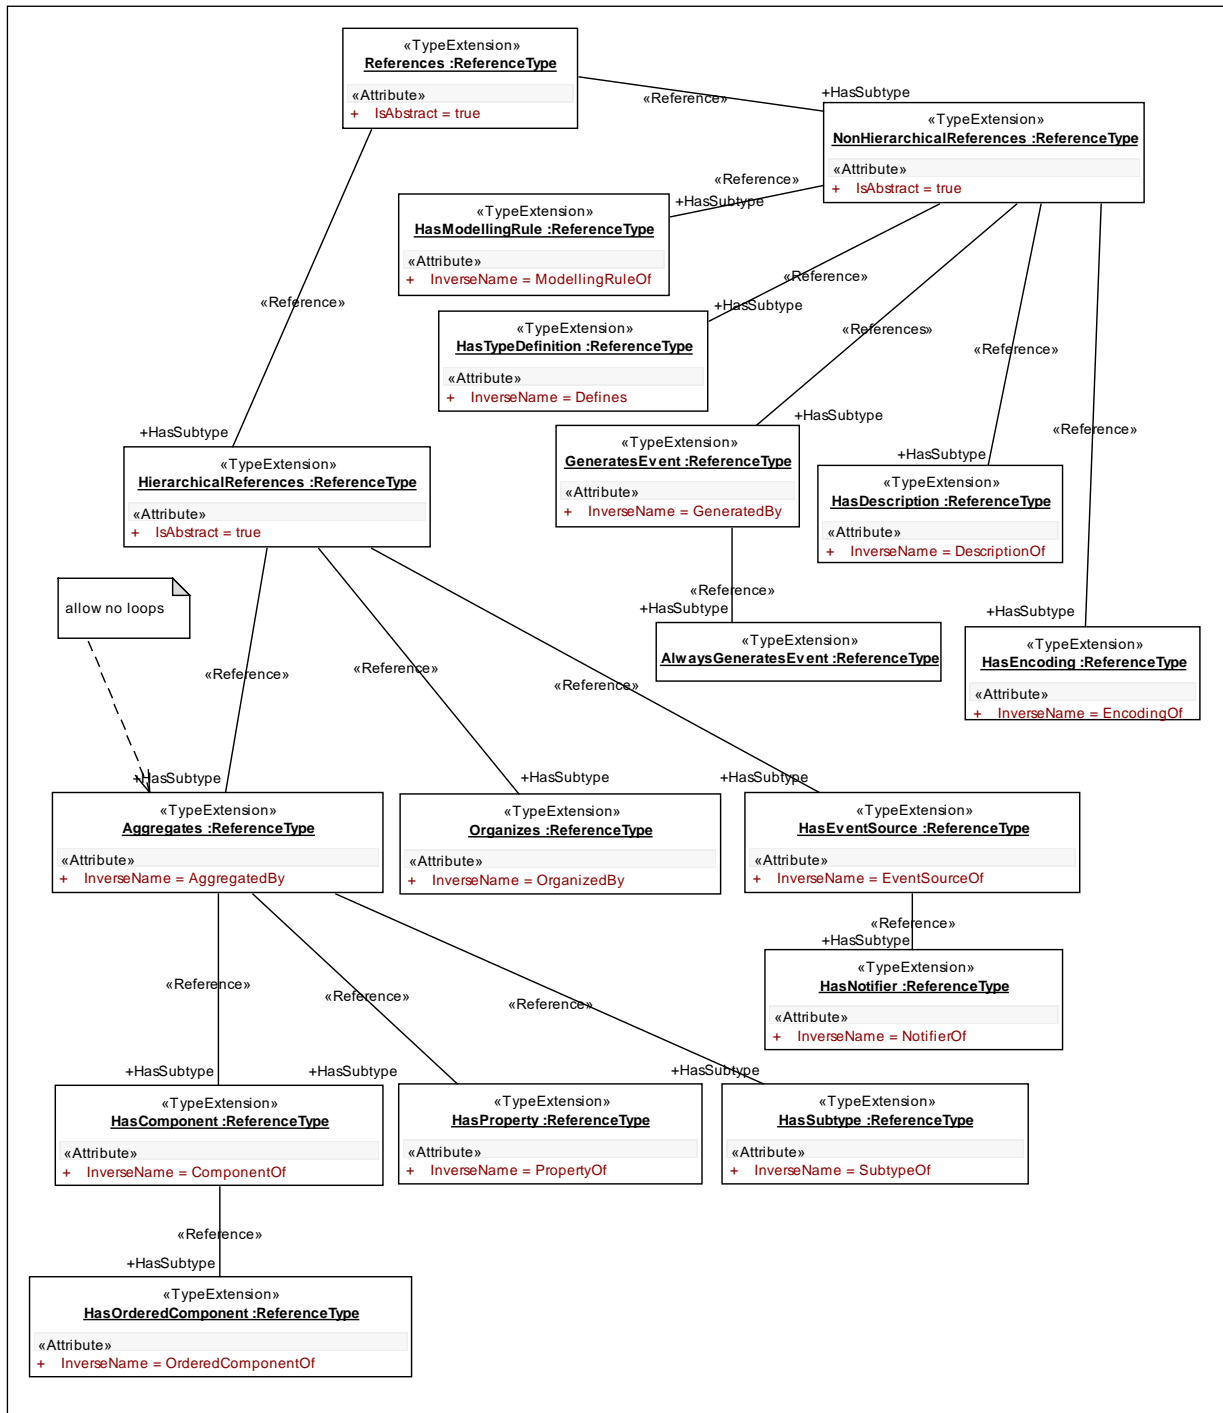 «TypeExtension»
References :ReferenceType
«Attribute»
+ IsAbstract = true
«Reference»
+HasSubtype
«TypeExtension»
NonHierarchicalReferences :ReferenceType
«Attribute»
+ IsAbstract = true
«Reference»
+HasSubtype
«TypeExtension»
HasModellingRule :ReferenceType
«Attribute»
+ InverseName = ModellingRuleOf
«Reference»
«Reference»
+HasSubtype
«TypeExtension»
HasTypeDefinition :ReferenceType
«Attribute»
+ InverseName = Defines
«References»
«Reference»
+HasSubtype
«TypeExtension»
GeneratesEvent :ReferenceType
«Attribute»
+ InverseName = GeneratedBy
«Reference»
+HasSubtype
«TypeExtension»
HierarchicalReferences :ReferenceType
«Attribute»
+ IsAbstract = true
+HasSubtype
«TypeExtension»
HasDescription :ReferenceType
«Attribute»
+ InverseName = DescriptionOf
allow no loops
«Reference»
+HasSubtype
«TypeExtension»
AlwaysGeneratesEvent :ReferenceType
+HasSubtype
«TypeExtension»
HasEncoding :ReferenceType
«Attribute»
+ InverseName = EncodingOf
«Reference»
«Reference»
«Reference»
+HasSubtype
«TypeExtension»
Aggregates :ReferenceType
«Attribute»
+ InverseName = AggregatedBy
+HasSubtype
«TypeExtension»
Organizes :ReferenceType
«Attribute»
+ InverseName = OrganizedBy
+HasSubtype
«TypeExtension»
HasEventSource :ReferenceType
«Attribute»
+ InverseName = EventSourceOf
«Reference»
+HasSubtype
«TypeExtension»
HasNotifier :ReferenceType
«Attribute»
+ InverseName = NotifierOf
«Reference»
«Reference»
«Reference»
+HasSubtype
«TypeExtension»
HasComponent :ReferenceType
«Attribute»
+ InverseName = ComponentOf
+HasSubtype
«TypeExtension»
HasProperty :ReferenceType
«Attribute»
+ InverseName = PropertyOf
+HasSubtype
«TypeExtension»
HasSubtype :ReferenceType
«Attribute»
+ InverseName = SubtypeOf
«Reference»
+HasSubtype
«TypeExtension»
HasOrderedComponent :ReferenceType
«Attribute»
+ InverseName = OrderedComponentOf